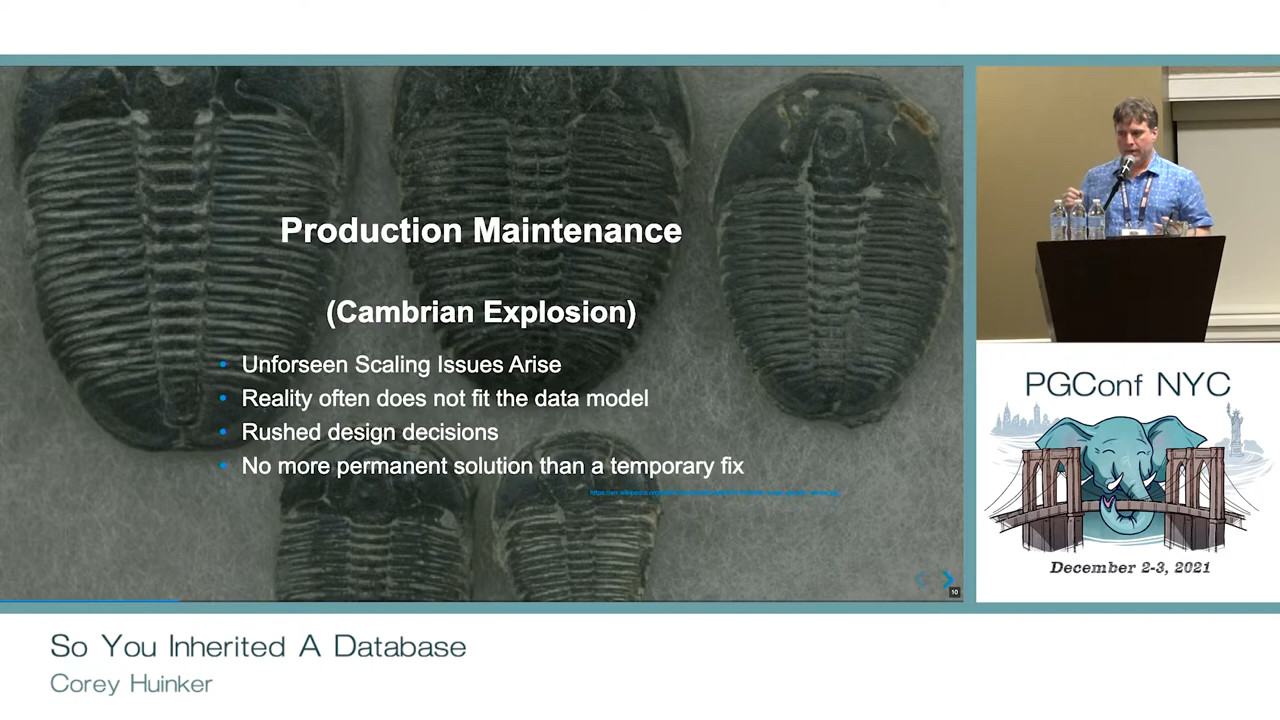 Production Maintenance
(Cambrian Explosion)
• Unforseen Scaling Issues Arise
• Reality often does not fit the data model
• Rushed design decisions
• No more permanent solution than a temporary fix
10
PGConf NYC
December 2-3, 2021
So You Inherited A Database
Corey Huinker